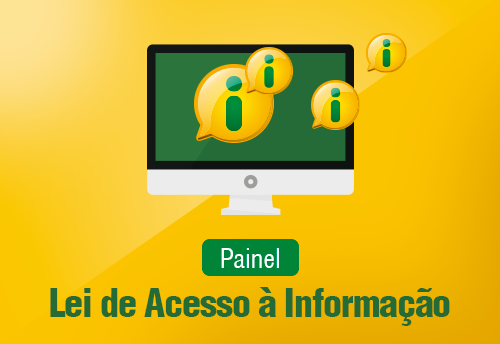 Painel
Lei de Acesso à Informação